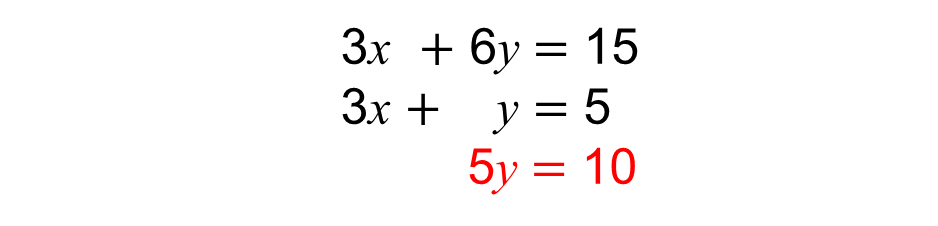 3x + 6y = 15
3x + y = 5
5y = 10